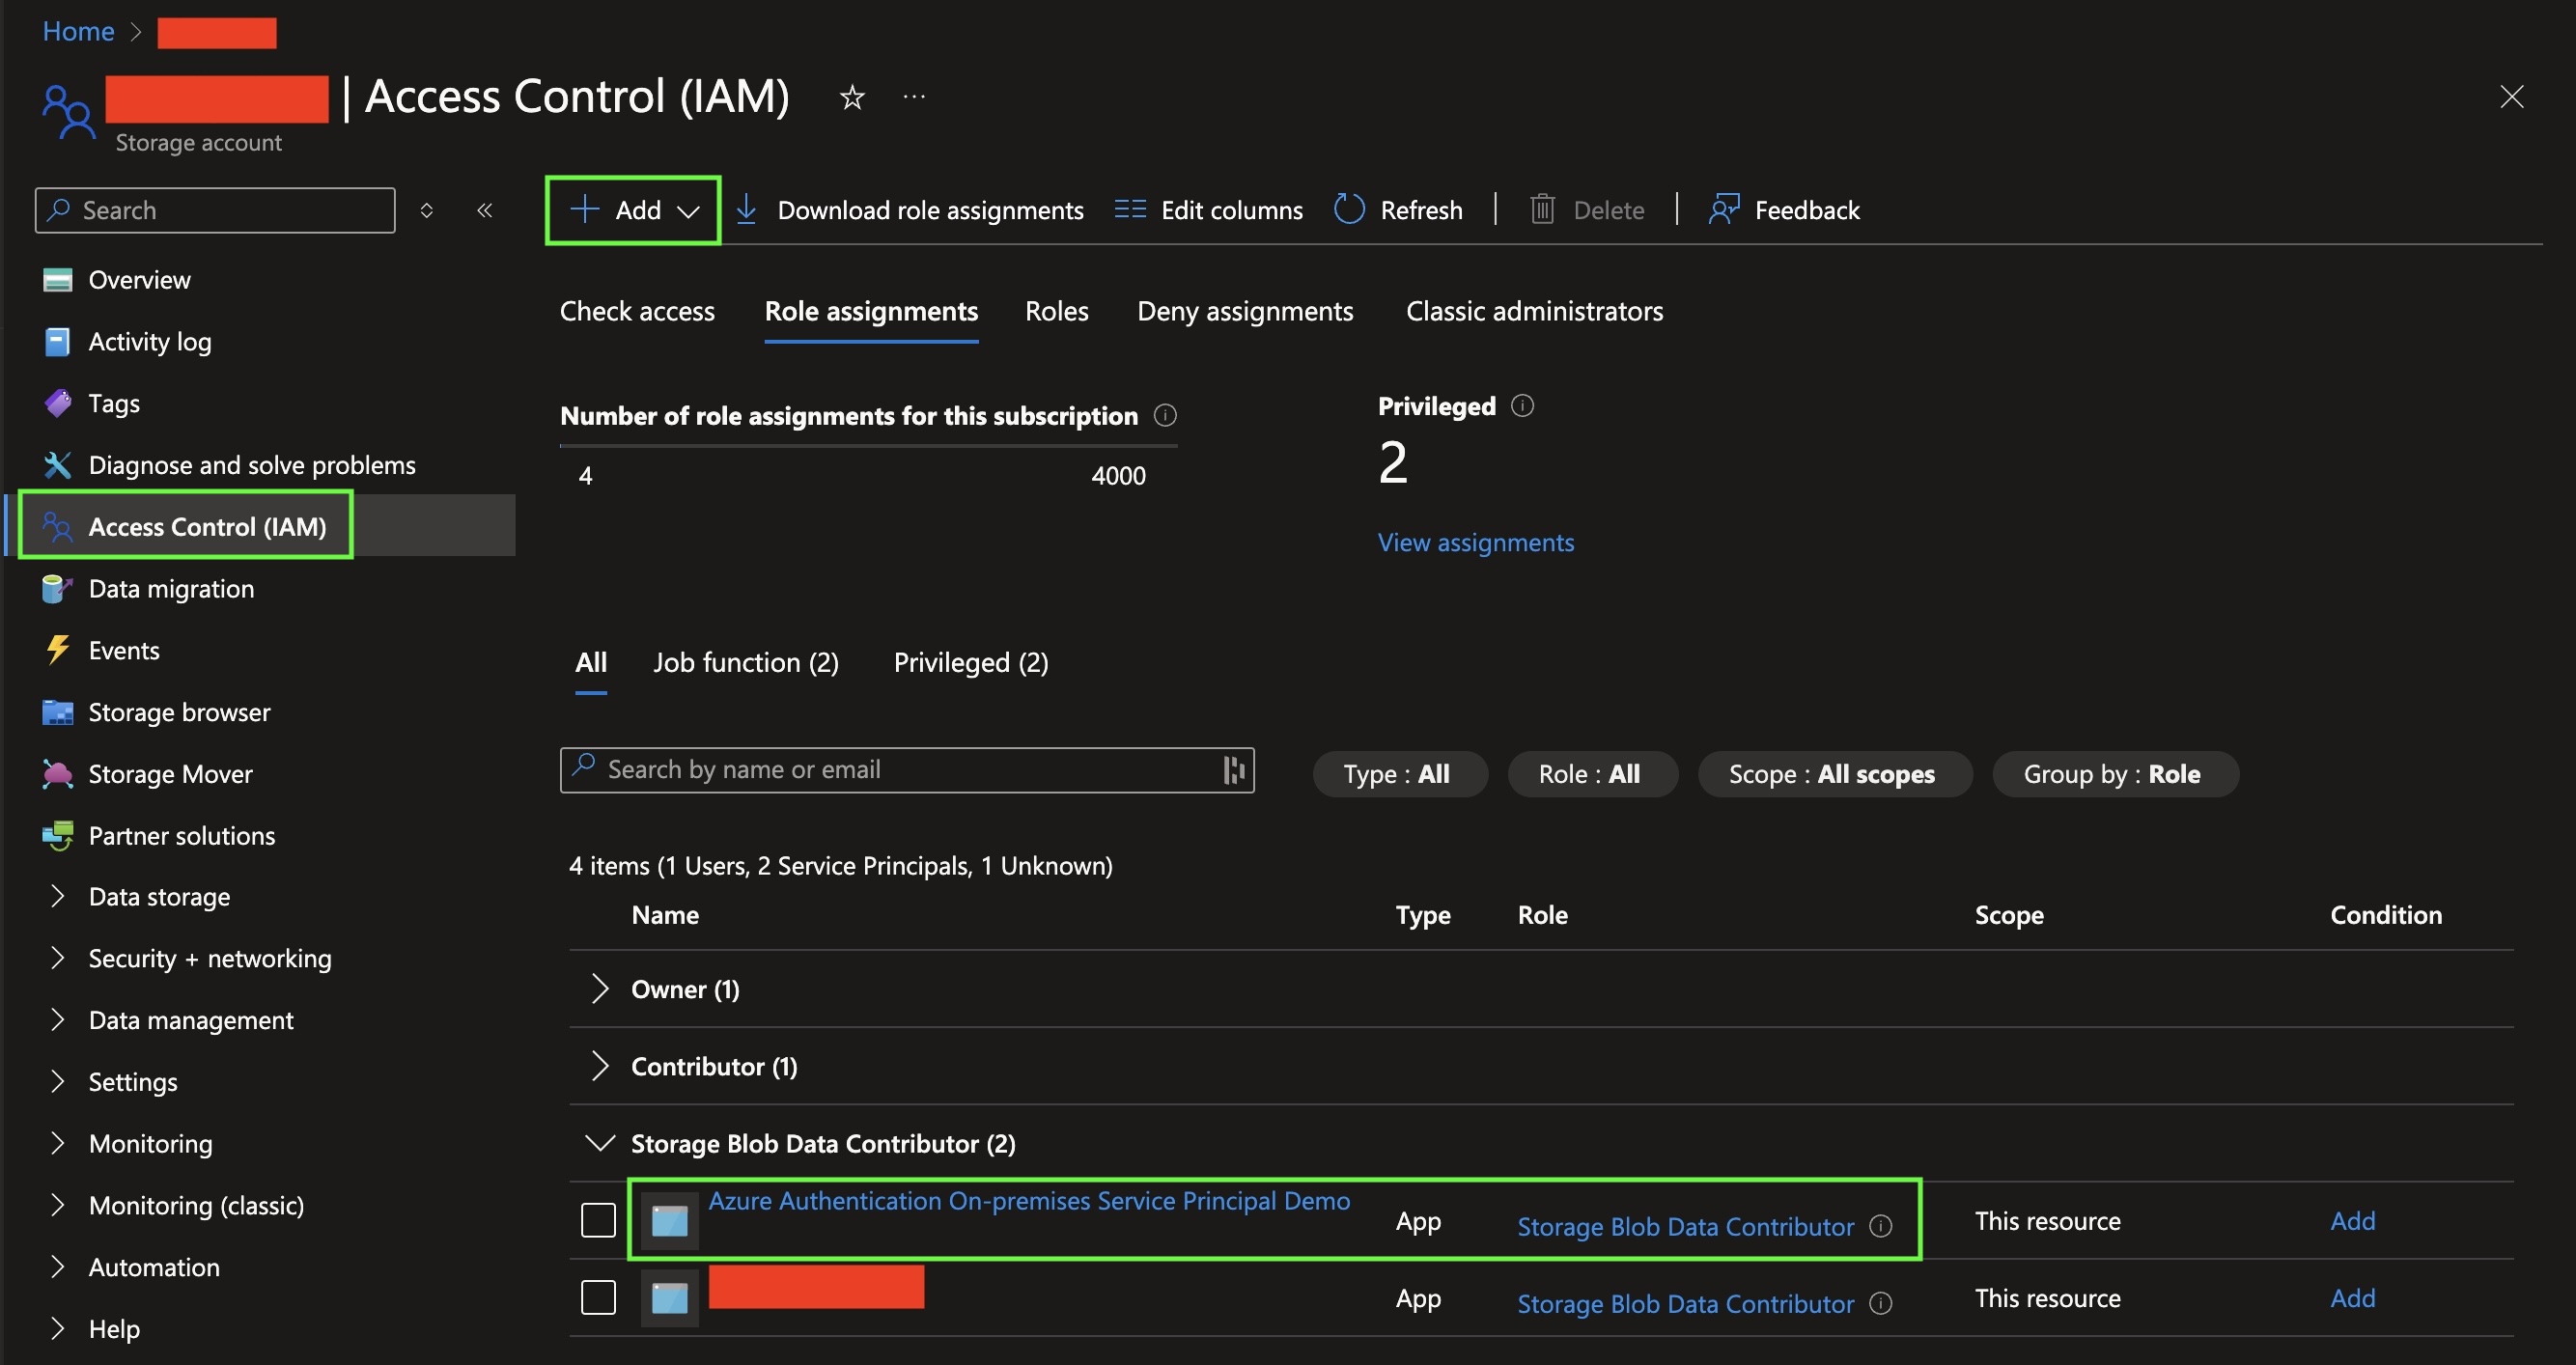 Home
| Access Control (IAM)
Storage account
Search
Add
Download role assignments
Edit columns
Refresh
Delete
Feedback
Overview
Activity log
Tags
Diagnose and solve problems
Access Control (IAM)
Data migration
Events
Storage browser
Storage Mover
Partner solutions
Data storage
Security + networking
Data management
Settings
Monitoring
Monitoring (classic)
Automation
Help
Check access
Role assignments
Roles
Deny assignments
Classic administrators
Number of role assignments for this subscription
4
4000
Privileged
2
View assignments
All
Job function (2)
Privileged (2)
Search by name or email
Type : All
Role : All
Scope : All scopes
Group by : Role
4 items (1 Users, 2 Service Principals, 1 Unknown)
Name Type Role Scope Condition
Owner (1)
Contributor (1)
Storage Blob Data Contributor (2)
Azure Authentication On-premises Service Principal Demo App Storage Blob Data Contributor This resource Add
App Storage Blob Data Contributor This resource Add